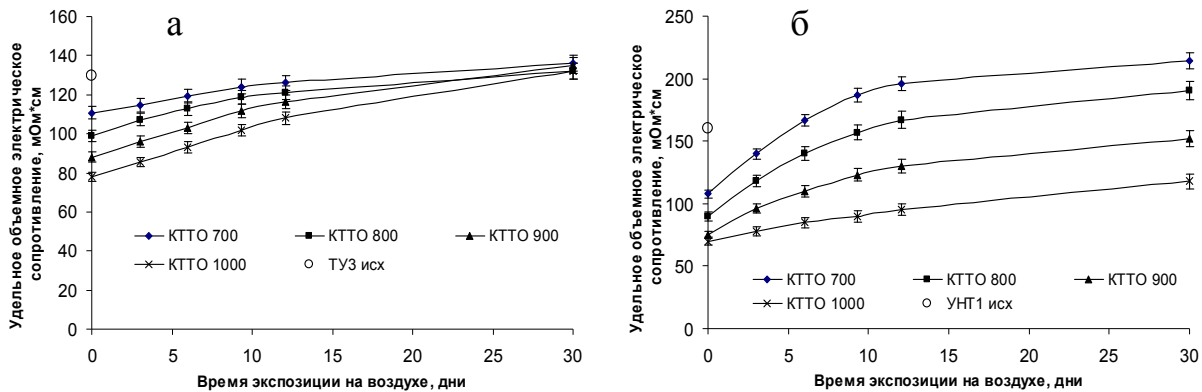 а
Удельное объемное электрическое
сопротивление, мОм*см
160
140
120
100
80
60
40
20
0
КТТО 700
КТТО 800
КТТО 900
КТТО 1000
ТУ3 исх
0
5
10
15
20
25
30
Время экспозиции на воздухе, дни
б
Удельное объемное электрическое
сопротивление, мОм*см
250
200
150
100
50
0
КТТО 700
КТТО 800
КТТО 900
КТТО 1000
УНТ1 исх
0
5
10
15
20
25
30
Время экспозиции на воздухе, дни